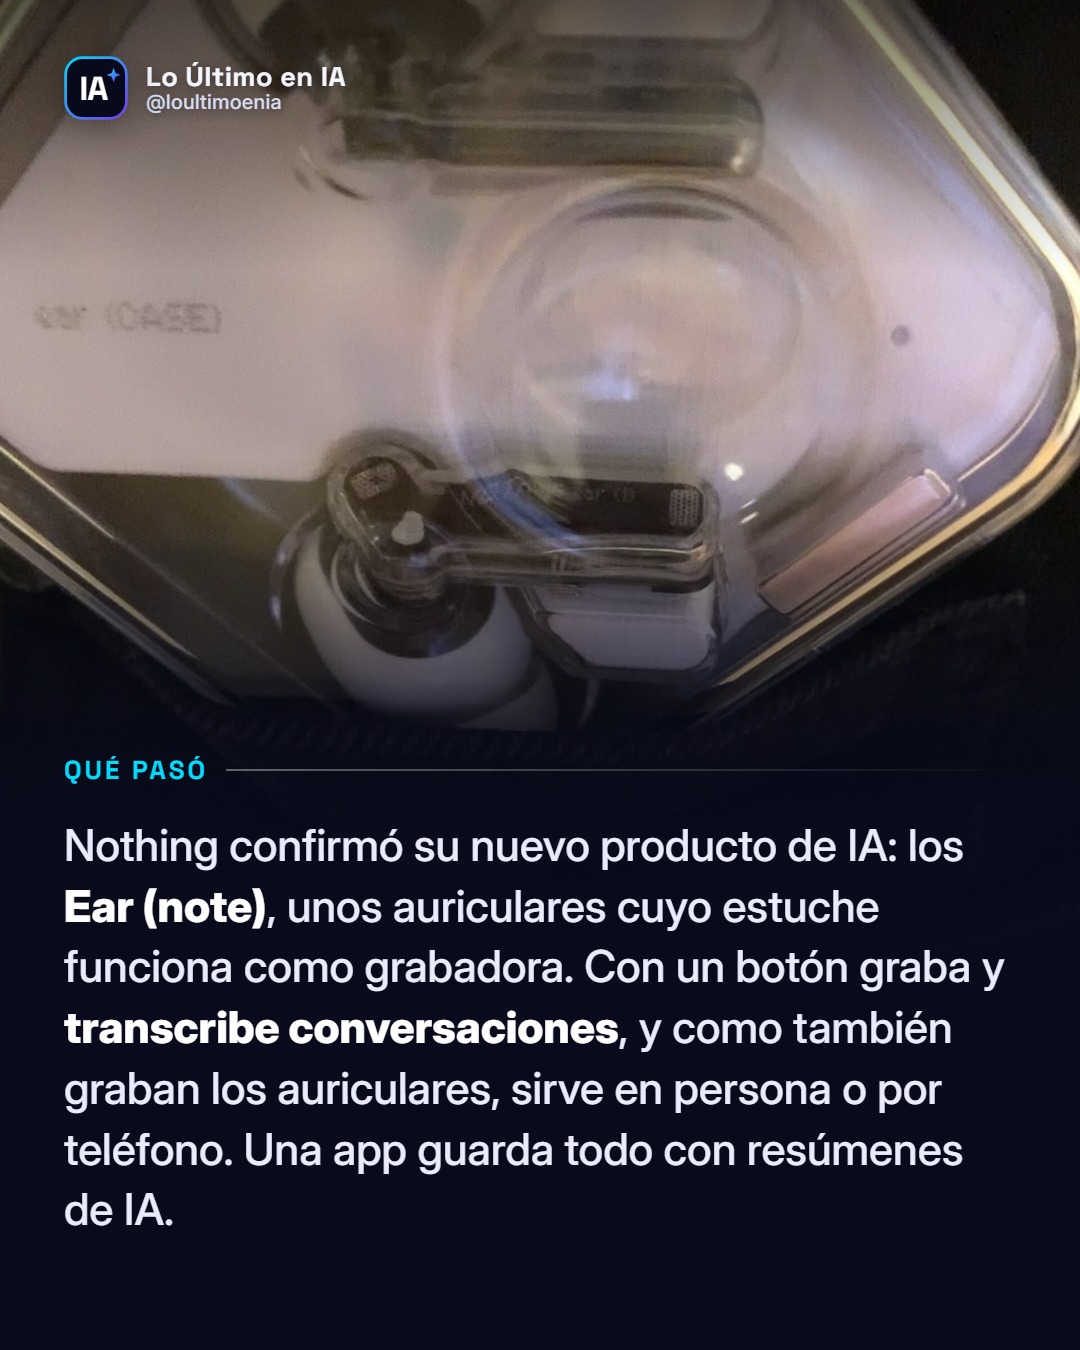 IA
Lo Último en IA
@loultimoenia
ear (CASE)
QUÉ PASÓ
Nothing confirmó su nuevo producto de IA: los
Ear (note), unos auriculares cuyo estuche
funciona como grabadora. Con un botón graba y
transcribe conversaciones, y como también
graban los auriculares, sirve en persona o por
teléfono. Una app guarda todo con resúmenes
de IA.